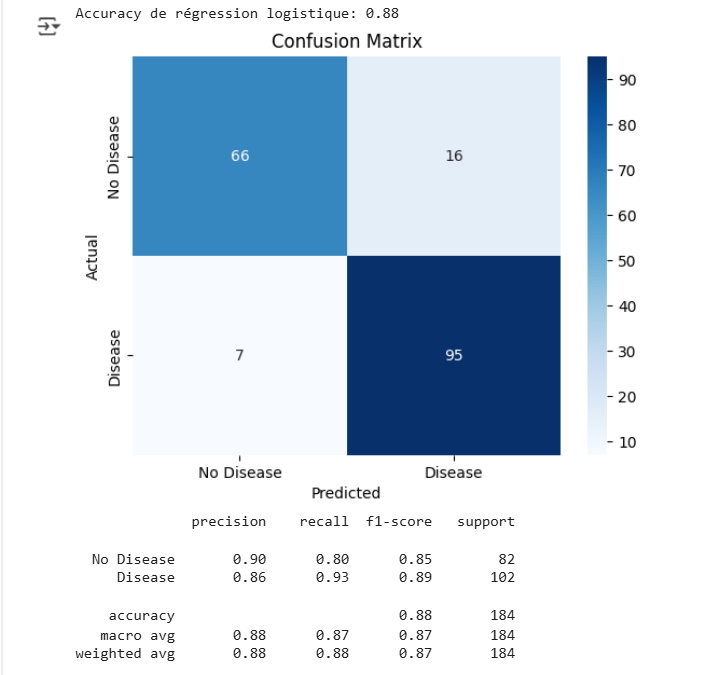 Accuracy de régression logistique: 0.88
Confusion Matrix
No Disease
66
16
Actual
Disease
7
95
No Disease
Disease
Predicted
90
80
70
60
50
40
30
20
10
precision recall f1-score support
No Disease 0.90 0.80 0.85 82
Disease 0.86 0.93 0.89 102
accuracy 0.88 184
macro avg 0.88 0.87 0.87 184
weighted avg 0.88 0.88 0.87 184